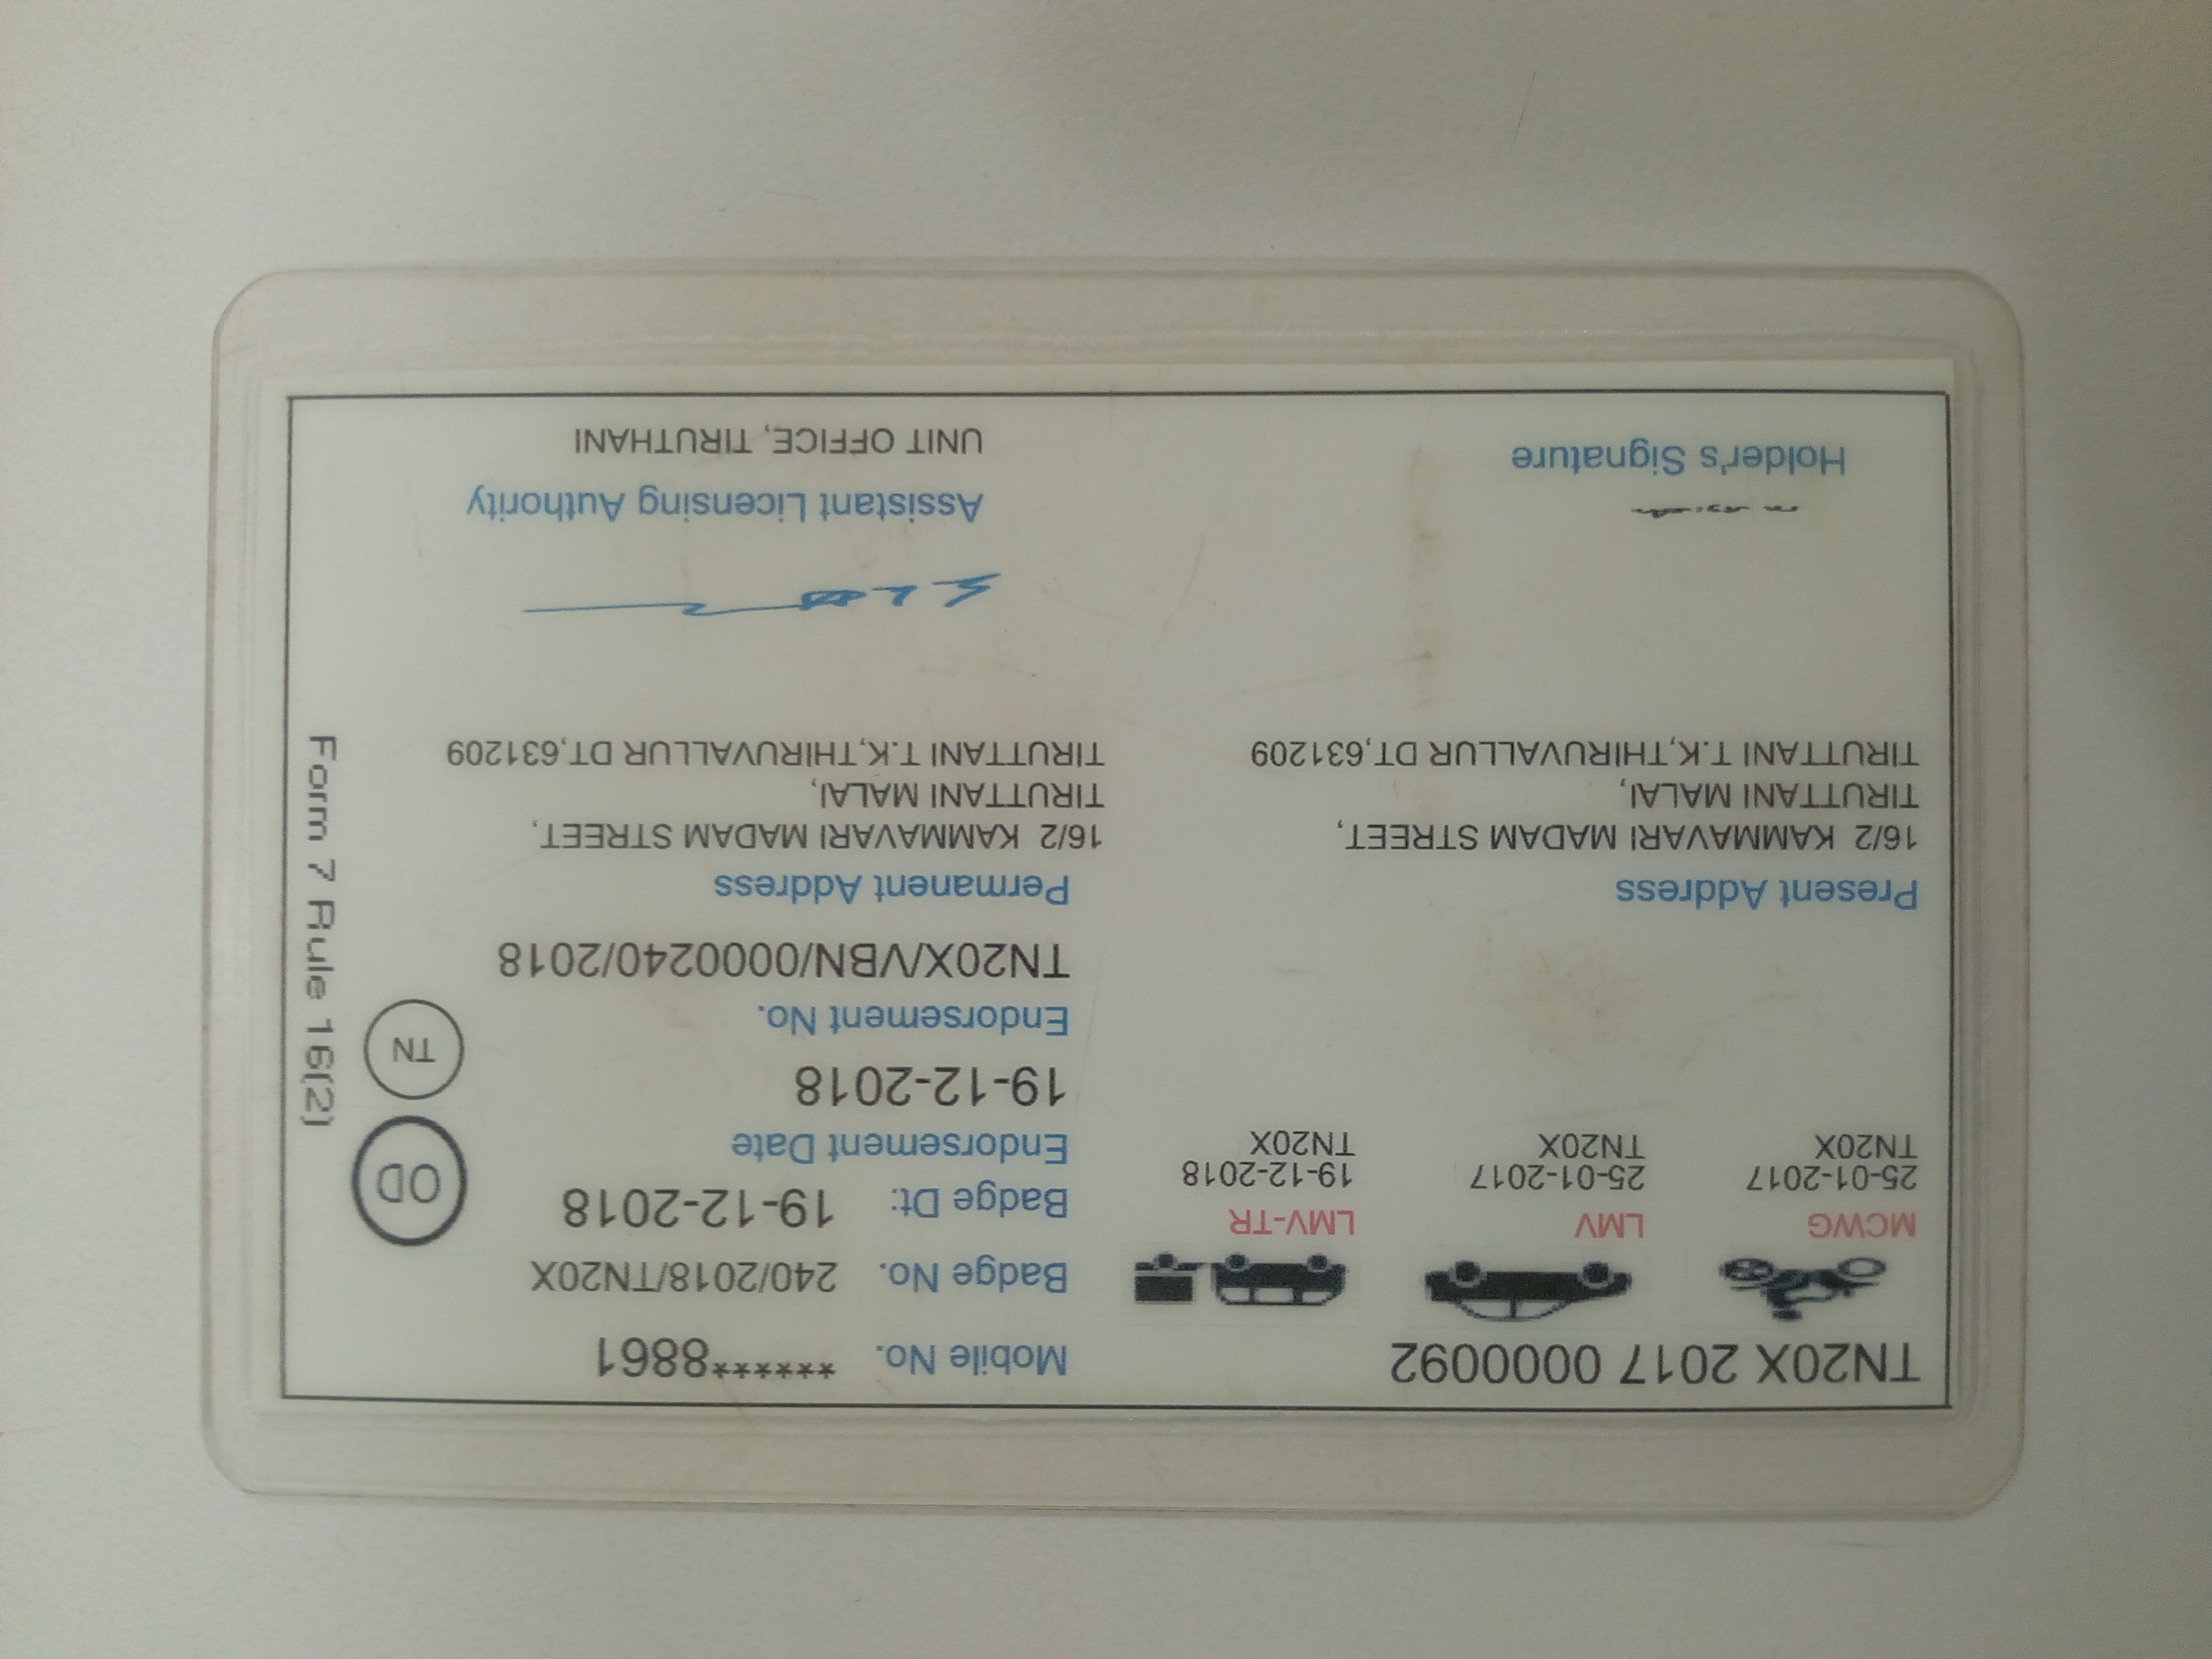 TN20X 2017 0000092
MCWG
25-01-2017
TN20X
LMV
25-01-2017
TN20X
LMV-TR
19-12-2018
TN20X
Present Address
16/2 KAMMAVARI MADAM STREET,
TIRUTTANI MALAI,
TIRUTTANI T.K,THIRUVALLUR DT,631209
Holder's Signature
Mobile No. ******8861
Badge No. 240/2018/TN20X
Badge Dt: 19-12-2018
Endorsement Date
19-12-2018
Endorsement No.
TN20X/VBN/0000240/2018
Permanent Address
16/2 KAMMAVARI MADAM STREET,
TIRUTTANI MALAI,
TIRUTTANI T.K,THIRUVALLUR DT,631209
Assistant Licensing Authority
UNIT OFFICE, TIRUTHANI
OD
TN
Form 7 Rule 16(2)